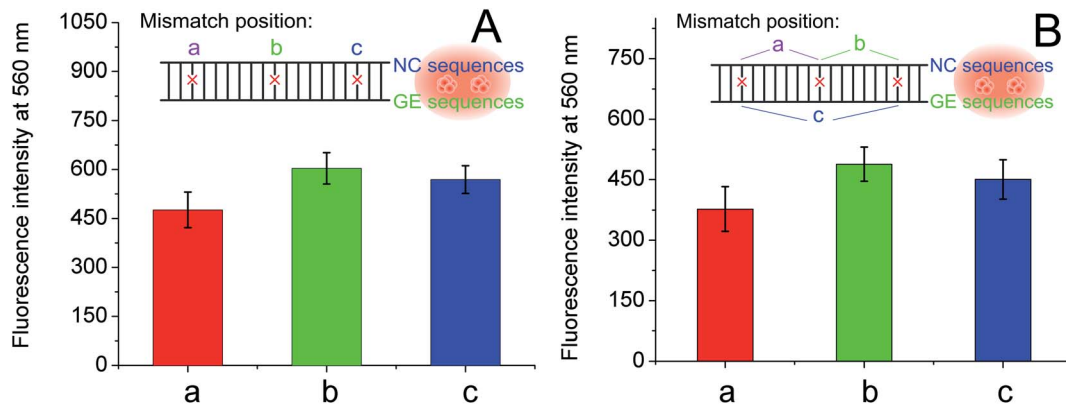 A
Mismatch position:
a b c
NC sequences
GE sequences
Fluorescence intensity at 560 nm
1050
900
750
600
450
300
150
0
a b c
B
Mismatch position:
a b
NC sequences
GE sequences
c
Fluorescence intensity at 560 nm
750
600
450
300
150
0
a b c